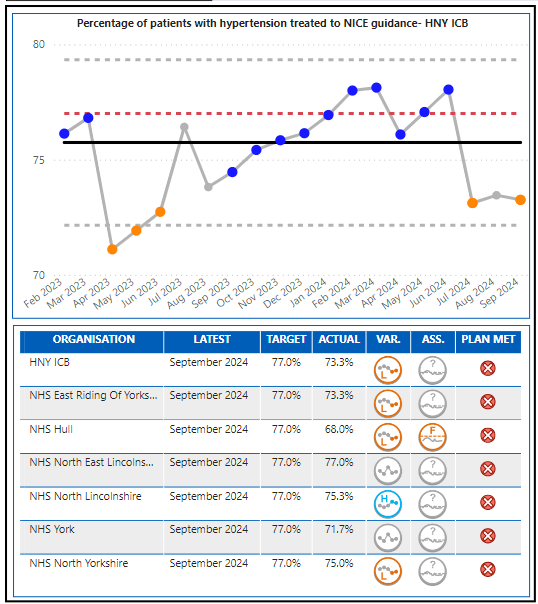 Percentage of patients with hypertension treated to NICE guidance- HNY ICB
80
75
70
Feb 2023 Mar 2023 Apr 2023 May 2023 Jun 2023 Jul 2023 Aug 2023 Sep 2023 Oct 2023 Nov 2023 Dec 2023 Jan 2024 Feb 2024 Mar 2024 Apr 2024 May 2024 Jun 2024 Jul 2024 Aug 2024 Sep 2024
ORGANISATION LATEST TARGET ACTUAL VAR. ASS. PLAN MET
HNY ICB September 2024 77.0% 73.3% L ?
NHS East Riding Of Yorks... September 2024 77.0% 73.3% L ?
NHS Hull September 2024 77.0% 68.0% L F
NHS North East Lincolns... September 2024 77.0% 77.0% ?
NHS North Lincolnshire September 2024 77.0% 75.3% H ?
NHS York September 2024 77.0% 71.7% ?
NHS North Yorkshire September 2024 77.0% 75.0% L ?